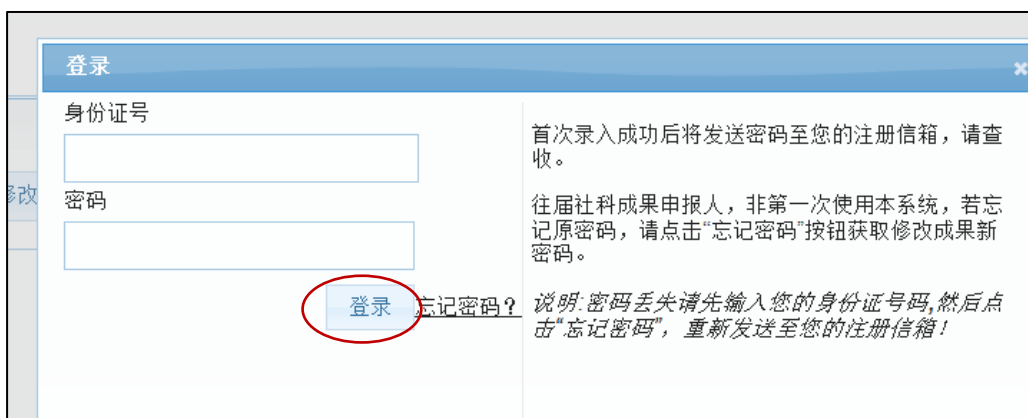 登录
修改
身份证号
密码
登录 忘记密码？
首次录入成功后将发送密码至您的注册信箱，请查
收。
往届社科成果申报人，非第一次使用本系统，若忘
记原密码，请点击“忘记密码”按钮获取修改成果新
密码。
说明:密码丢失请先输入您的身份证号码,然后点
击“忘记密码”，重新发送至您的注册信箱！